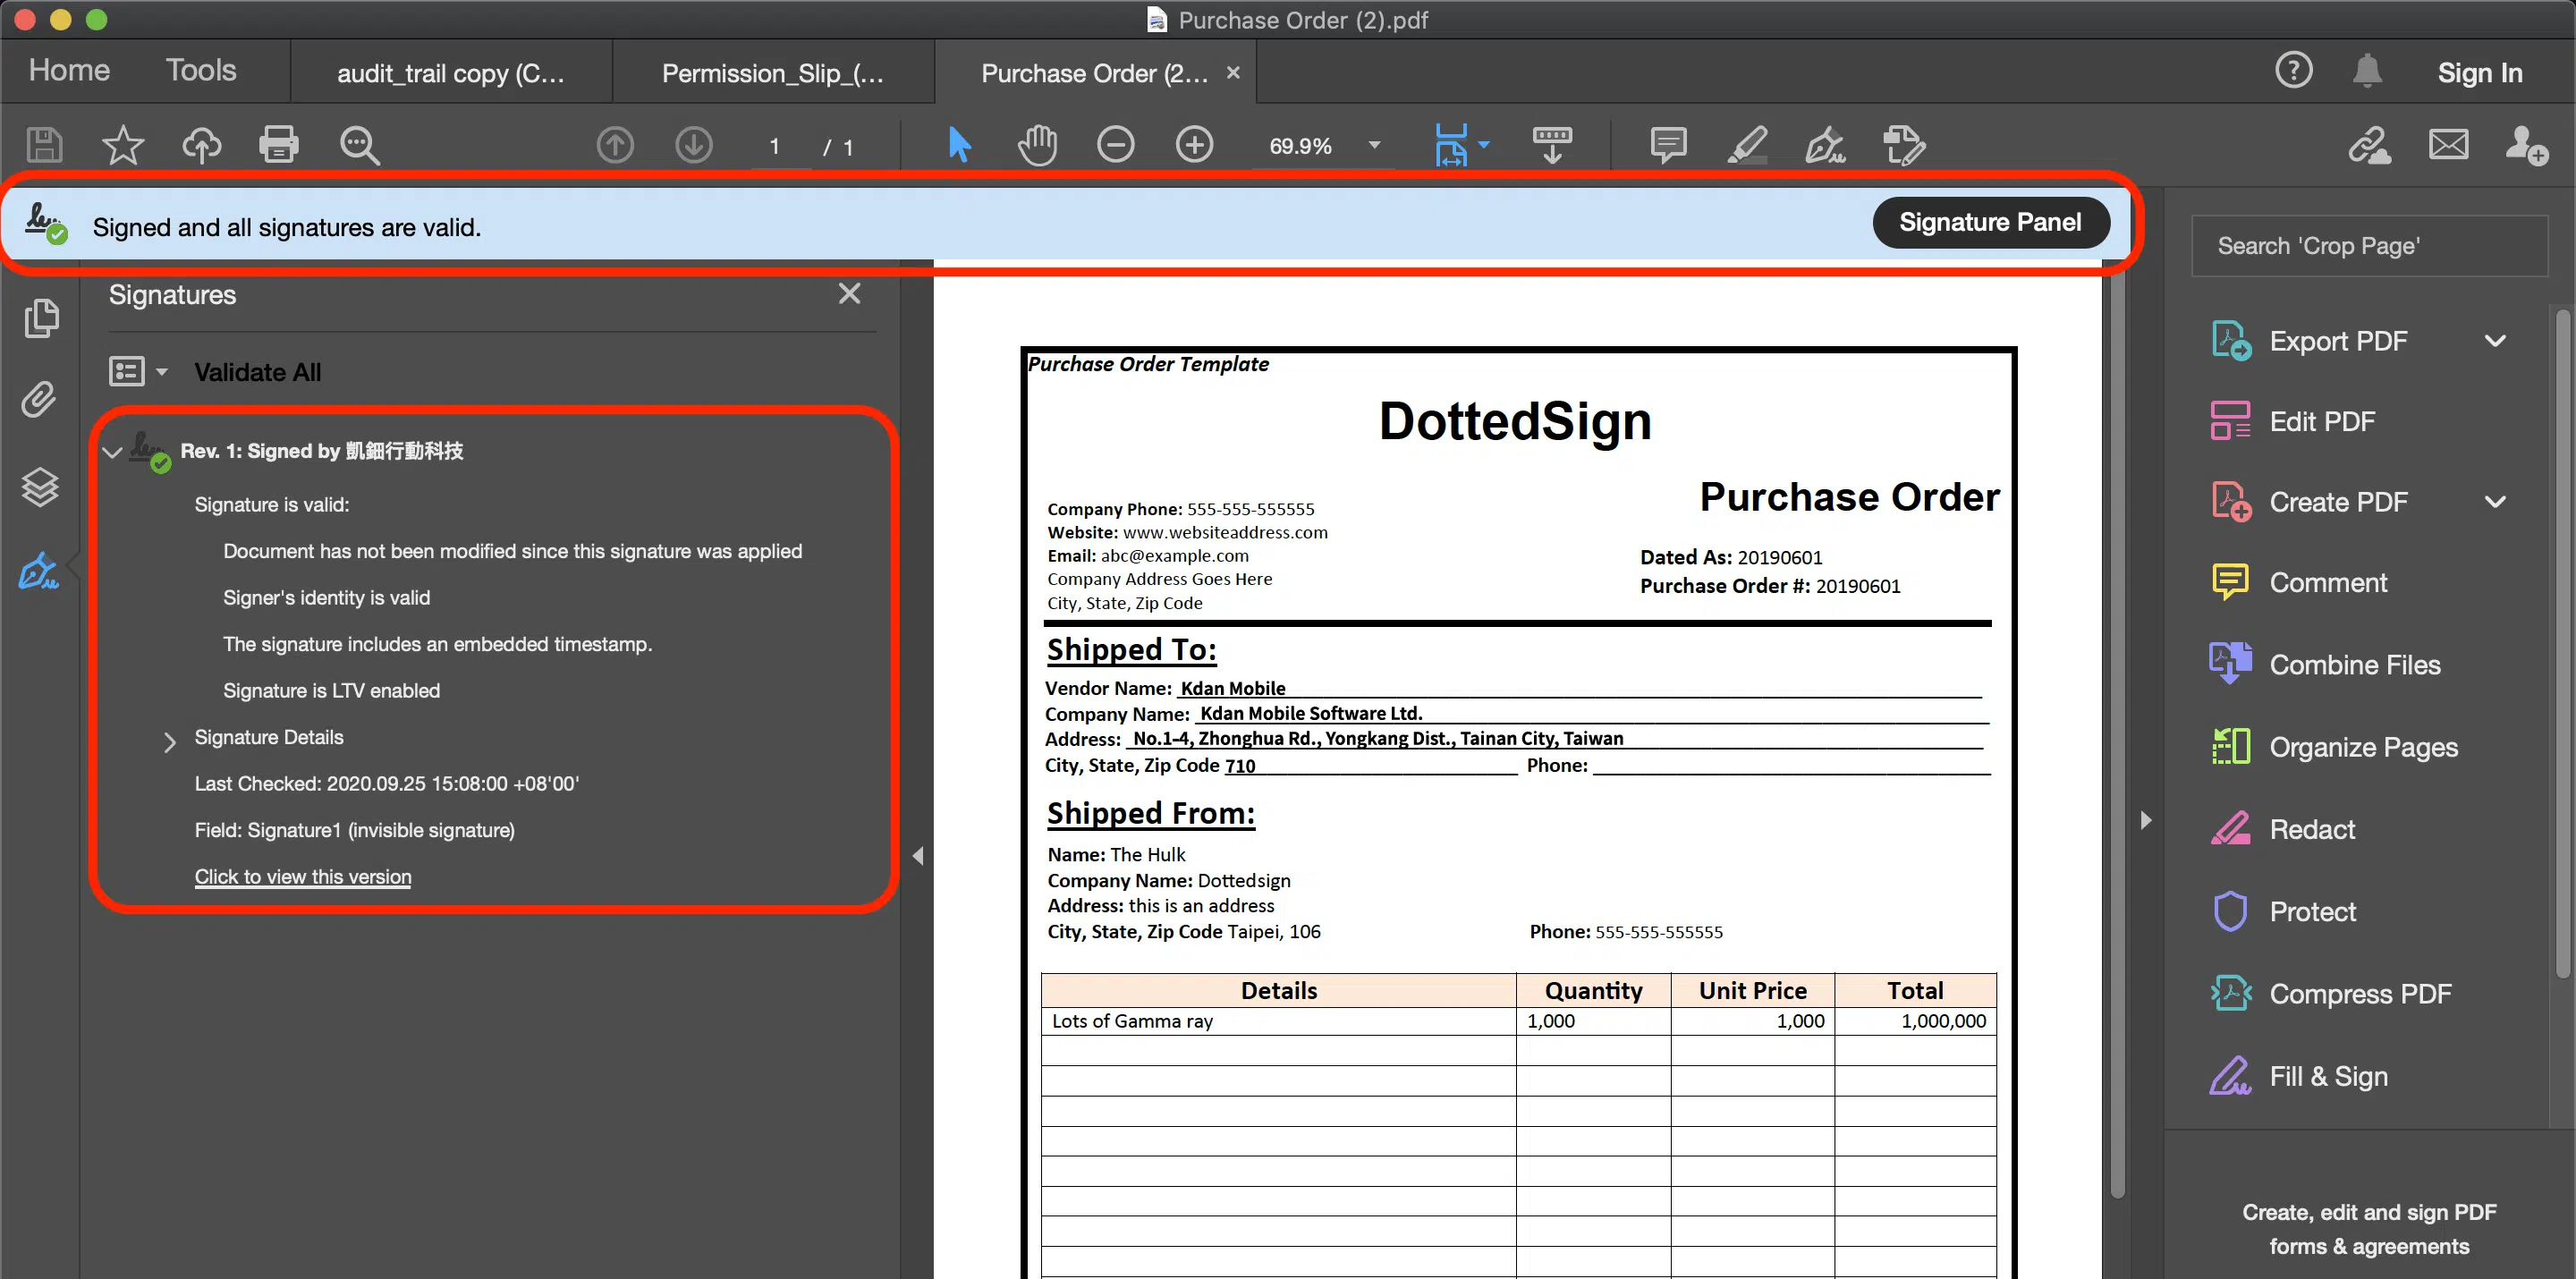 Purchase Order (2).pdf
Home
Tools
audit_trail copy (C...
Permission_Slip_(...
Purchase Order (2... ×
Sign In
1 / 1
69.9%
Signed and all signatures are valid.
Signature Panel
Signatures
Validate All
Rev. 1: Signed by 凱鈿行動科技
Signature is valid:
Document has not been modified since this signature was applied
Signer's identity is valid
The signature includes an embedded timestamp.
Signature is LTV enabled
Signature Details
Last Checked: 2020.09.25 15:08:00 +08'00'
Field: Signature1 (invisible signature)
Click to view this version
Purchase Order Template
DottedSign
Purchase Order
Company Phone: 555-555-555555
Website: www.websiteaddress.com
Email: abc@example.com
Company Address Goes Here
City, State, Zip Code
Dated As: 20190601
Purchase Order #: 20190601
Shipped To:
Vendor Name: Kdan Mobile
Company Name: Kdan Mobile Software Ltd.
Address: No.1-4, Zhonghua Rd., Yongkang Dist., Tainan City, Taiwan
City, State, Zip Code 710 Phone:
Shipped From:
Name: The Hulk
Company Name: Dottedsign
Address: this is an address
City, State, Zip Code Taipei, 106 Phone: 555-555-555555
Details Quantity Unit Price Total
Lots of Gamma ray 1,000 1,000 1,000,000
Search 'Crop Page'
Export PDF
Edit PDF
Create PDF
Comment
Combine Files
Organize Pages
Redact
Protect
Compress PDF
Fill & Sign
Create, edit and sign PDF
forms & agreements